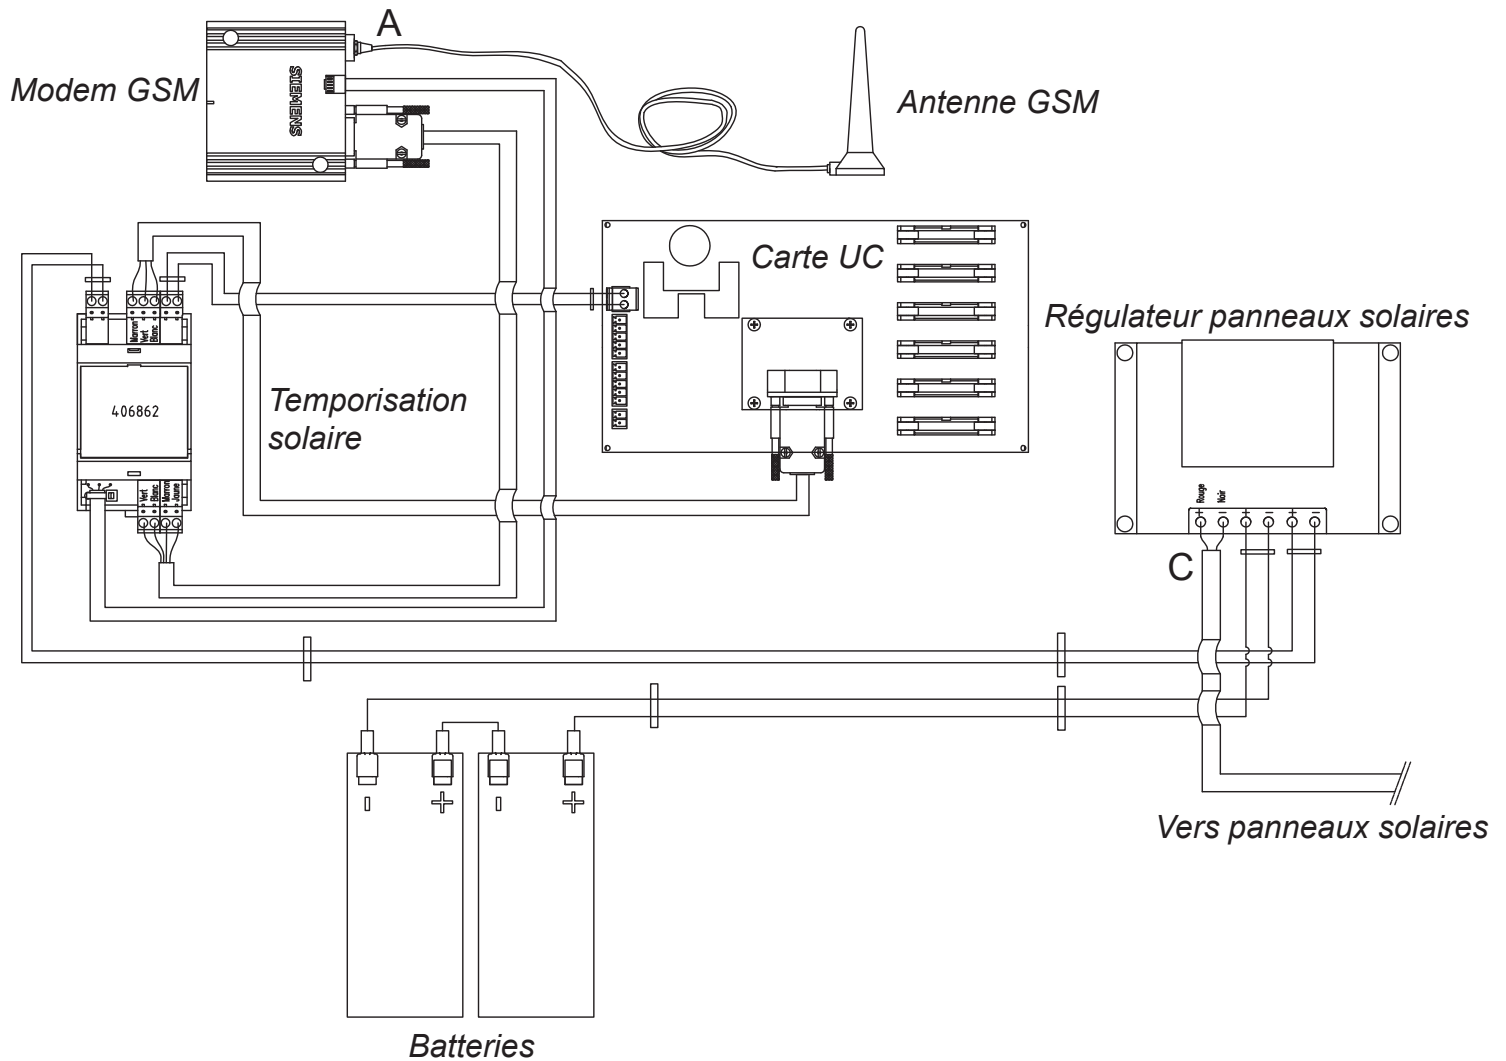 A
Modem GSM
SIEMENS
Antenne GSM
Carte UC
Régulateur panneaux solaires
Marron
Vert
Blanc
406862
Temporisation
solaire
Vert
Blanc
Marron
Jaune
Rouge
Noir
+ - + - + -
C
- + - +
Vers panneaux solaires
Batteries